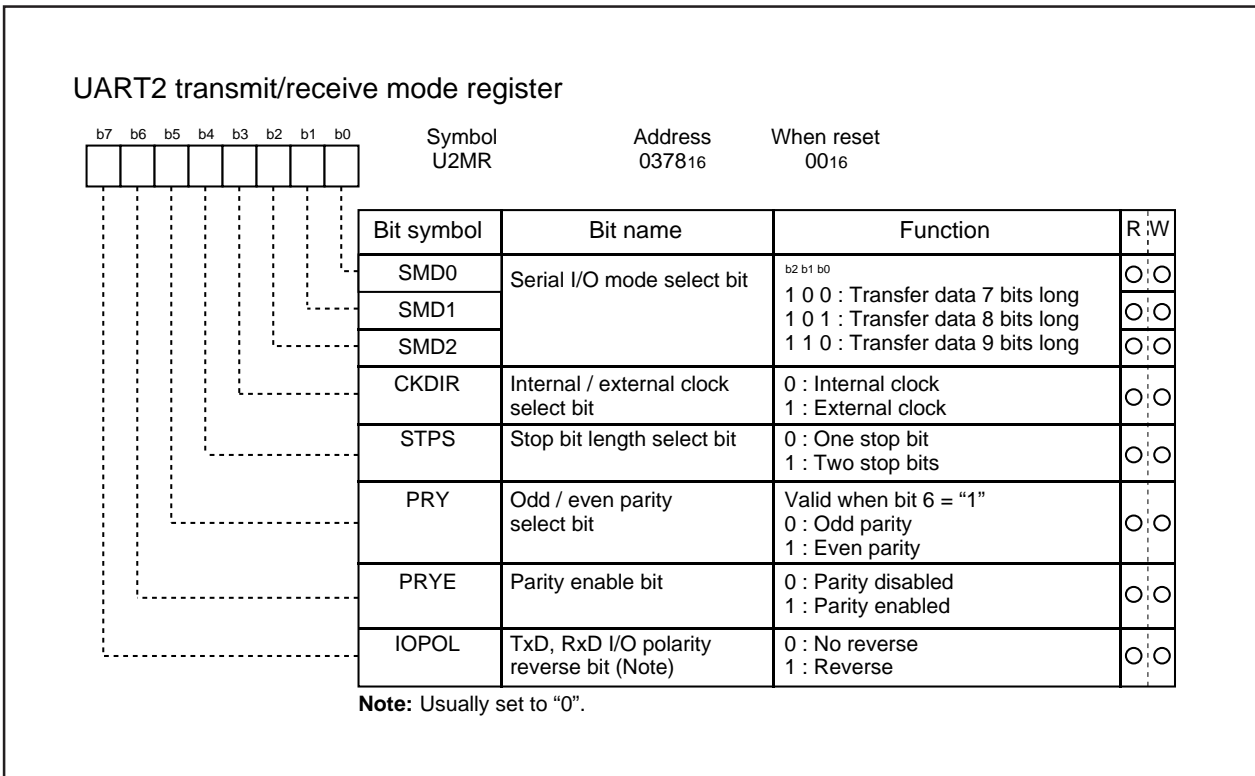 UART2 transmit/receive mode register
b7 b6 b5 b4 b3 b2 b1 b0
Symbol Address When reset
U2MR 037816 0016
Bit symbol Bit name Function R W
SMD0 Serial I/O mode select bit b2 b1 b0
1 0 0 : Transfer data 7 bits long
SMD1 1 0 1 : Transfer data 8 bits long
SMD2 1 1 0 : Transfer data 9 bits long
CKDIR Internal / external clock 0 : Internal clock
select bit 1 : External clock
STPS Stop bit length select bit 0 : One stop bit
1 : Two stop bits
PRY Odd / even parity Valid when bit 6 = “1”
select bit 0 : Odd parity
1 : Even parity
PRYE Parity enable bit 0 : Parity disabled
1 : Parity enabled
IOPOL TxD, RxD I/O polarity 0 : No reverse
reverse bit (Note) 1 : Reverse
Note: Usually set to “0”.